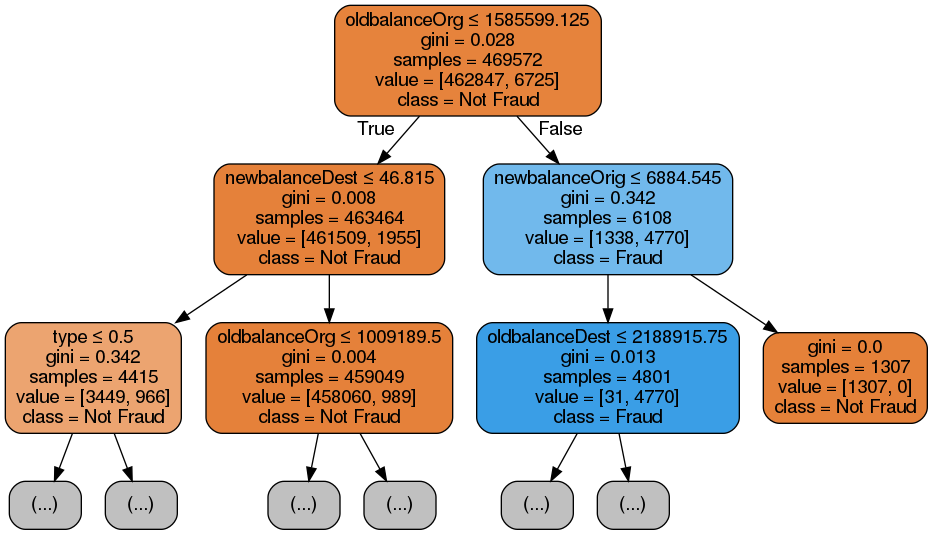 oldbalanceOrg ≤ 1585599.125
gini = 0.028
samples = 469572
value = [462847, 6725]
class = Not Fraud
True
False
newbalanceDest ≤ 46.815
gini = 0.008
samples = 463464
value = [461509, 1955]
class = Not Fraud
newbalanceOrig ≤ 6884.545
gini = 0.342
samples = 6108
value = [1338, 4770]
class = Fraud
type ≤ 0.5
gini = 0.342
samples = 4415
value = [3449, 966]
class = Not Fraud
oldbalanceOrg ≤ 1009189.5
gini = 0.004
samples = 459049
value = [458060, 989]
class = Not Fraud
oldbalanceDest ≤ 2188915.75
gini = 0.013
samples = 4801
value = [31, 4770]
class = Fraud
gini = 0.0
samples = 1307
value = [1307, 0]
class = Not Fraud
(...)
(...)
(...)
(...)
(...)
(...)